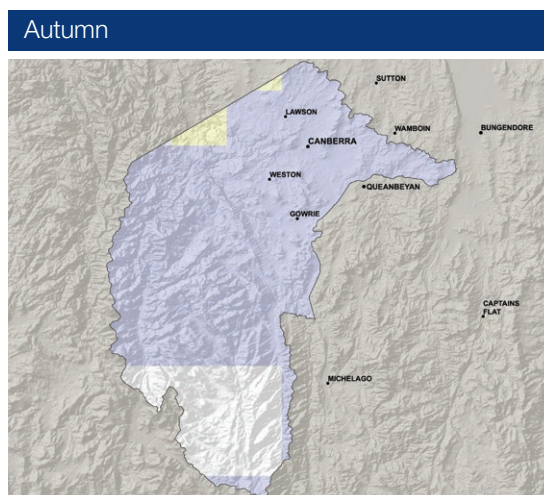 Autumn
SUTTON
LAWSON
WAMBOIN
BUNGENDORE
CANBERRA
WESTON
QUEANBEYAN
GOWRIE
CAPTAINS
FLAT
MICHELAGO